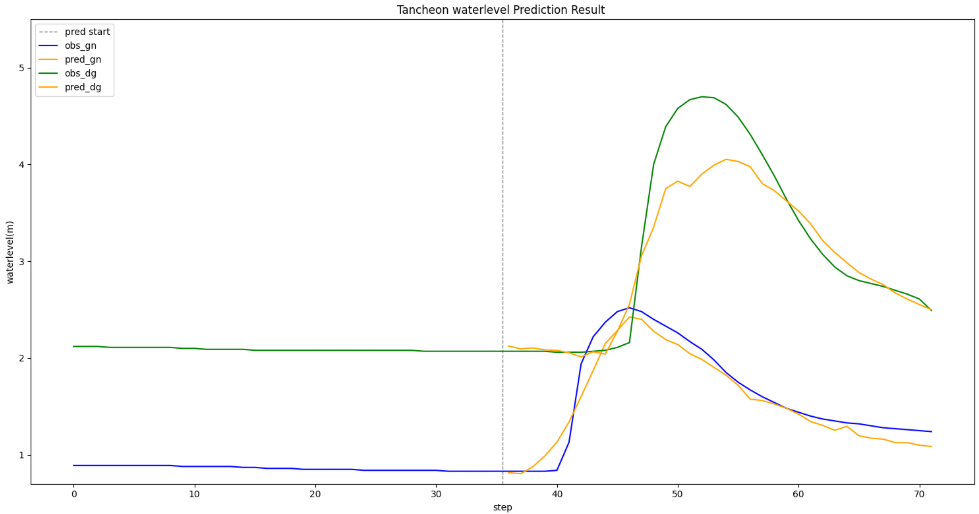 Tancheon waterlevel Prediction Result
pred start
obs_gn
pred_gn
obs_dg
pred_dg
waterlevel(m)
5
4
3
2
1
0 10 20 30 40 50 60 70
step